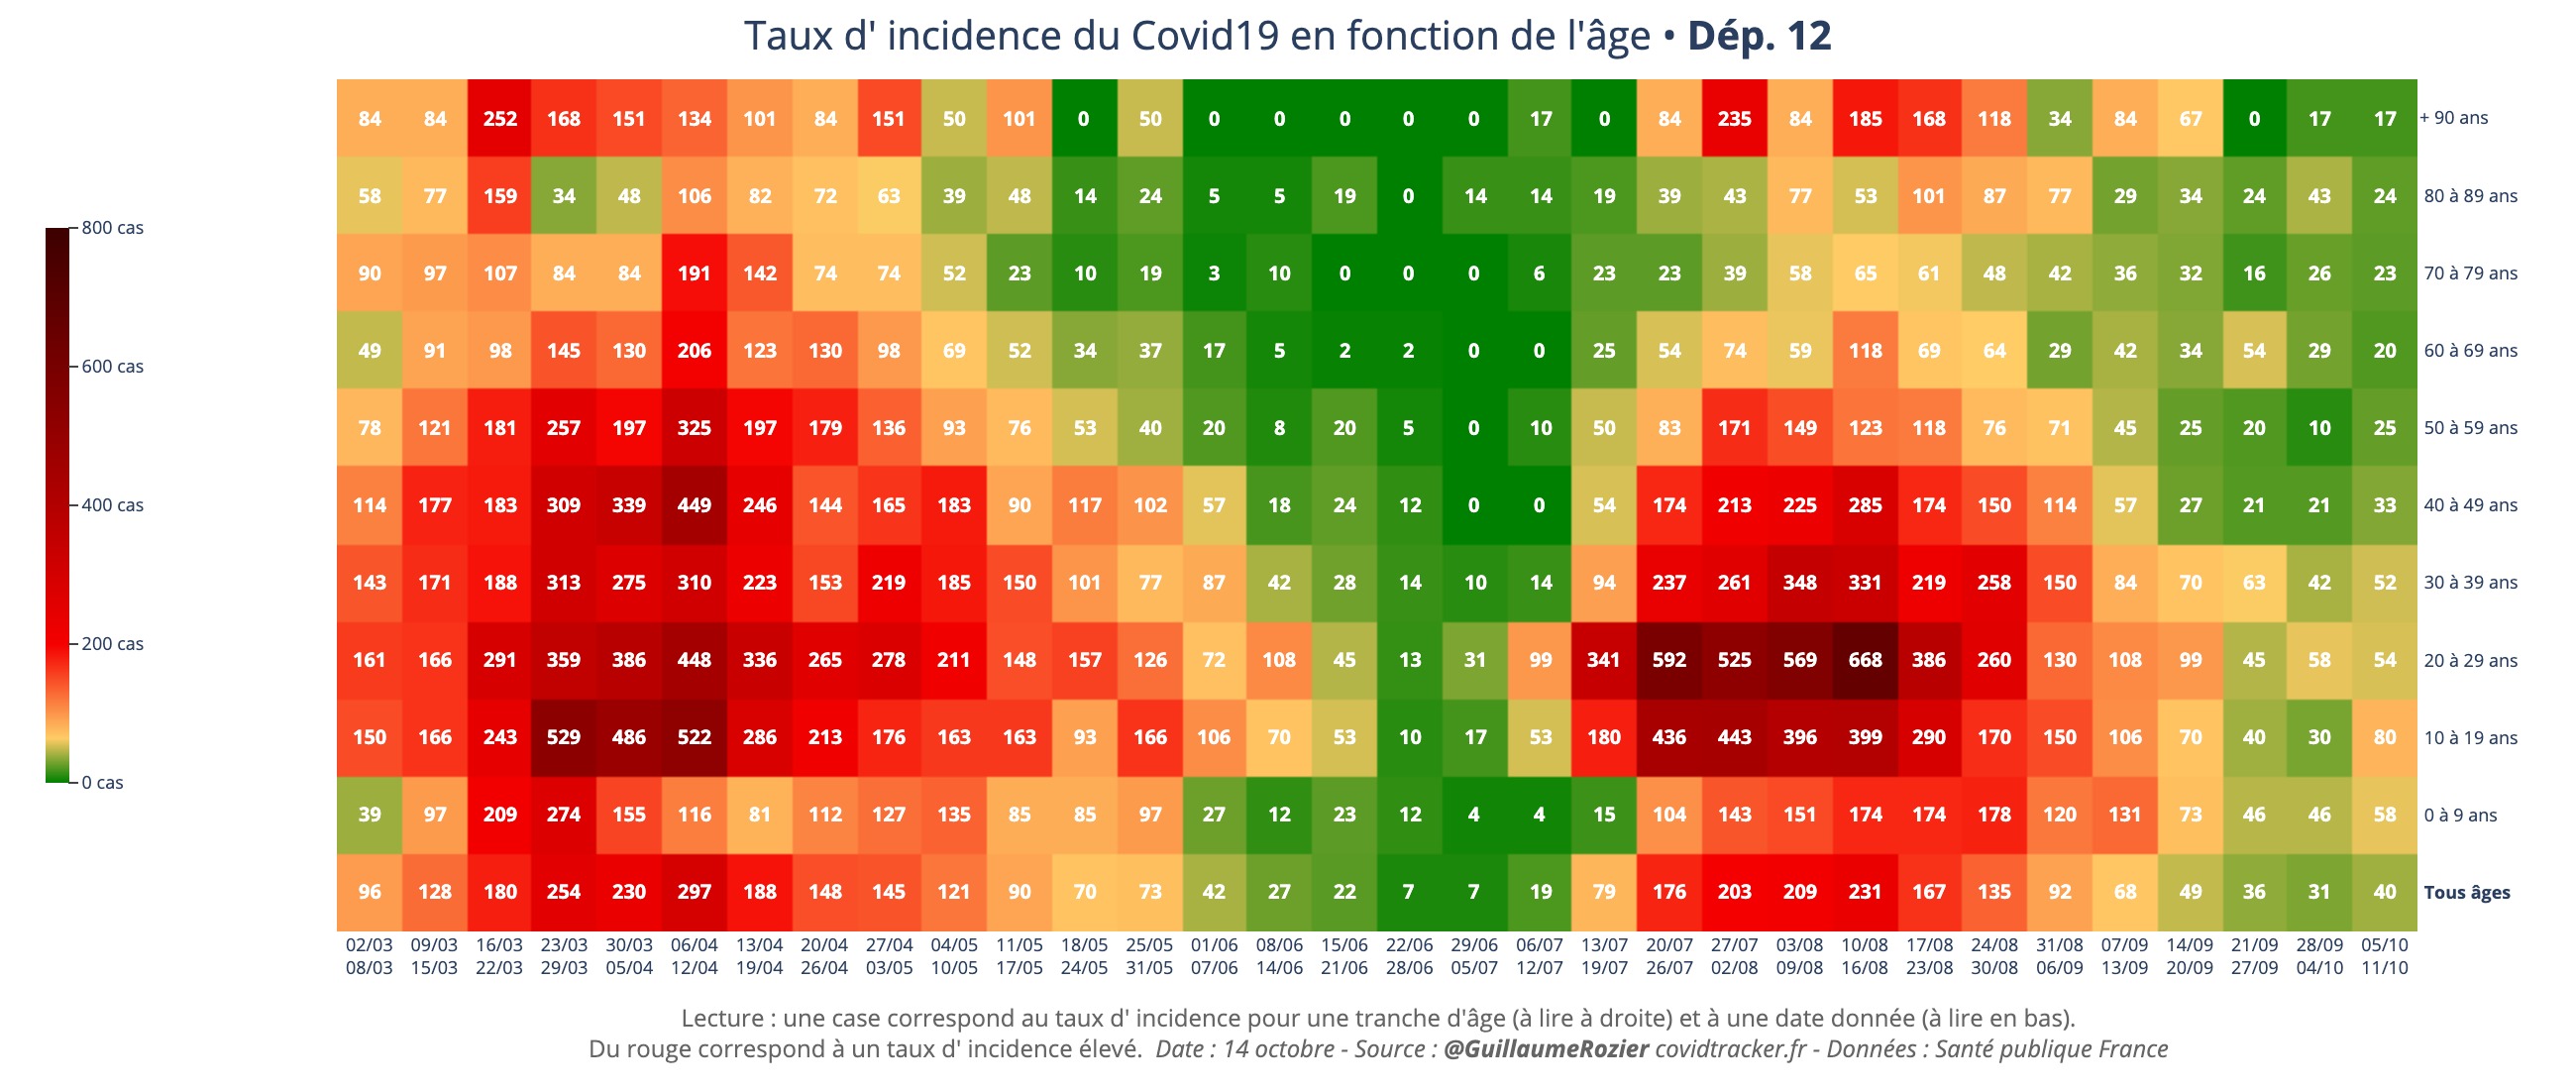 Taux d' incidence du Covid19 en fonction de l'âge • Dép. 12
84 84 252 168 151 134 101 84 151 50 101 0 50 0 0 0 0 0 17 0 84 235 84 185 168 118 34 84 67 0 17 17 + 90 ans
58 77 159 34 48 106 82 72 63 39 48 14 24 5 5 19 0 14 14 19 39 43 77 53 101 87 77 29 34 24 43 24 80 à 89 ans
800 cas
90 97 107 84 84 191 142 74 74 52 23 10 19 3 10 0 0 0 6 23 23 39 58 65 61 48 42 36 32 16 26 23 70 à 79 ans
49 91 98 145 130 206 123 130 98 69 52 34 37 17 5 2 2 0 0 25 54 74 59 118 69 64 29 42 34 54 29 20 60 à 69 ans
600 cas
78 121 181 257 197 325 197 179 136 93 76 53 40 20 8 20 5 0 10 50 83 171 149 123 118 76 71 45 25 20 10 25 50 à 59 ans
400 cas
114 177 183 309 339 449 246 144 165 183 90 117 102 57 18 24 12 0 0 54 174 213 225 285 174 150 114 57 27 21 21 33 40 à 49 ans
143 171 188 313 275 310 223 153 219 185 150 101 77 87 42 28 14 10 14 94 237 261 348 331 219 258 150 84 70 63 42 52 30 à 39 ans
200 cas
161 166 291 359 386 448 336 265 278 211 148 157 126 72 108 45 13 31 99 341 592 525 569 668 386 260 130 108 99 45 58 54 20 à 29 ans
150 166 243 529 486 522 286 213 176 163 163 93 166 106 70 53 10 17 53 180 436 443 396 399 290 170 150 106 70 40 30 80 10 à 19 ans
0 cas
39 97 209 274 155 116 81 112 127 135 85 85 97 27 12 23 12 4 4 15 104 143 151 174 174 178 120 131 73 46 46 58 0 à 9 ans
96 128 180 254 230 297 188 148 145 121 90 70 73 42 27 22 7 7 19 79 176 203 209 231 167 135 92 68 49 36 31 40 Tous âges
02/03 09/03 16/03 23/03 30/03 06/04 13/04 20/04 27/04 04/05 11/05 18/05 25/05 01/06 08/06 15/06 22/06 29/06 06/07 13/07 20/07 27/07 03/08 10/08 17/08 24/08 31/08 07/09 14/09 21/09 28/09 05/10
08/03 15/03 22/03 29/03 05/04 12/04 19/04 26/04 03/05 10/05 17/05 24/05 31/05 07/06 14/06 21/06 28/06 05/07 12/07 19/07 26/07 02/08 09/08 16/08 23/08 30/08 06/09 13/09 20/09 27/09 04/10 11/10
Lecture : une case correspond au taux d' incidence pour une tranche d'âge (à lire à droite) et à une date donnée (à lire en bas).
Du rouge correspond à un taux d' incidence élevé. Date : 14 octobre - Source : @GuillaumeRozier covidtracker.fr - Données : Santé publique France